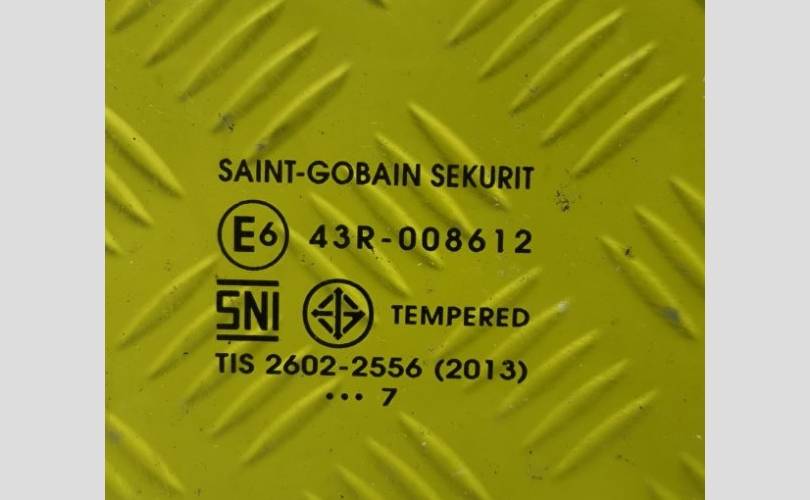 SAINT-GOBAIN SEKURIT
E6 43R-008612
SNI TEMPERED
TIS 2602-2556 (2013)
••• 7